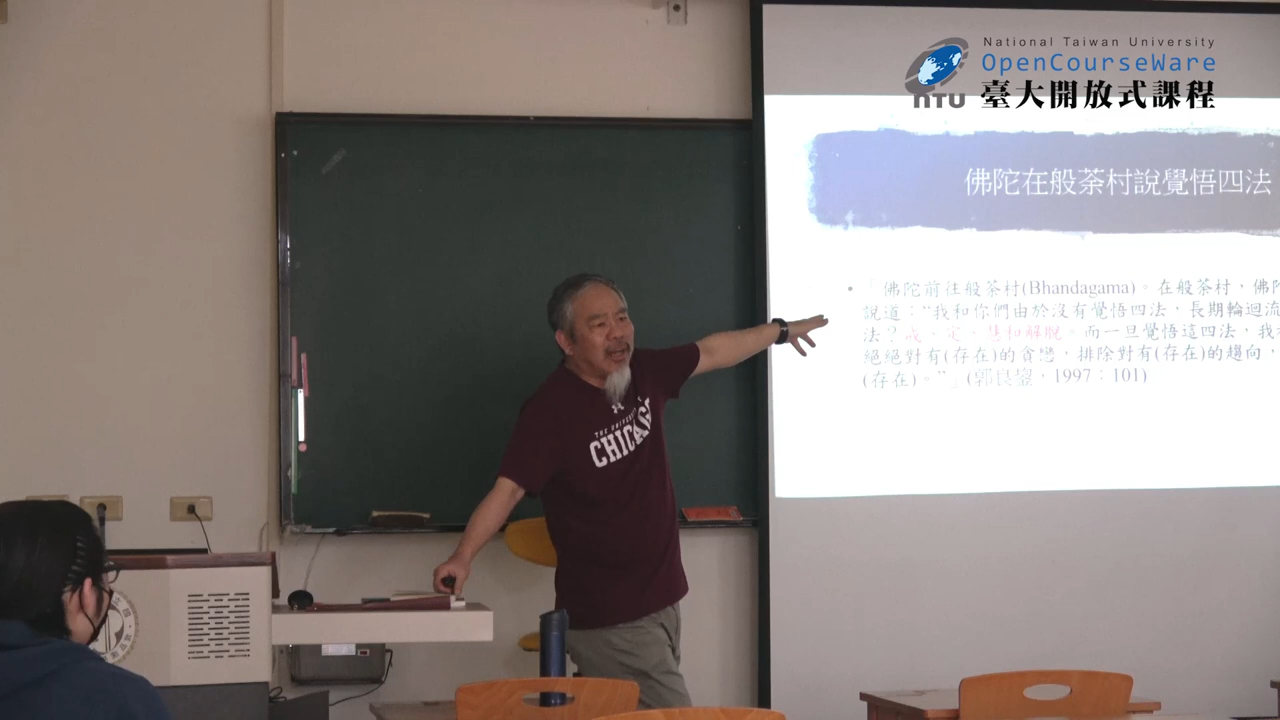 National Taiwan University
OpenCourseWare
NTU 臺大開放式課程
佛陀在般荼村說覺悟四法
• 「佛陀前往般荼村(Bhandagama)。在般荼村，佛陀
說道："我和你們由於沒有覺悟四法，長期輪迴流
法？戒、定、慧和解脫。而一旦覺悟這四法，我
絕絕對有(存在)的貪戀，排除對有(存在)的趨向，
(存在)。"」(郭良鋆，1997：101)
THE UNIVERSITY
CHICAGO